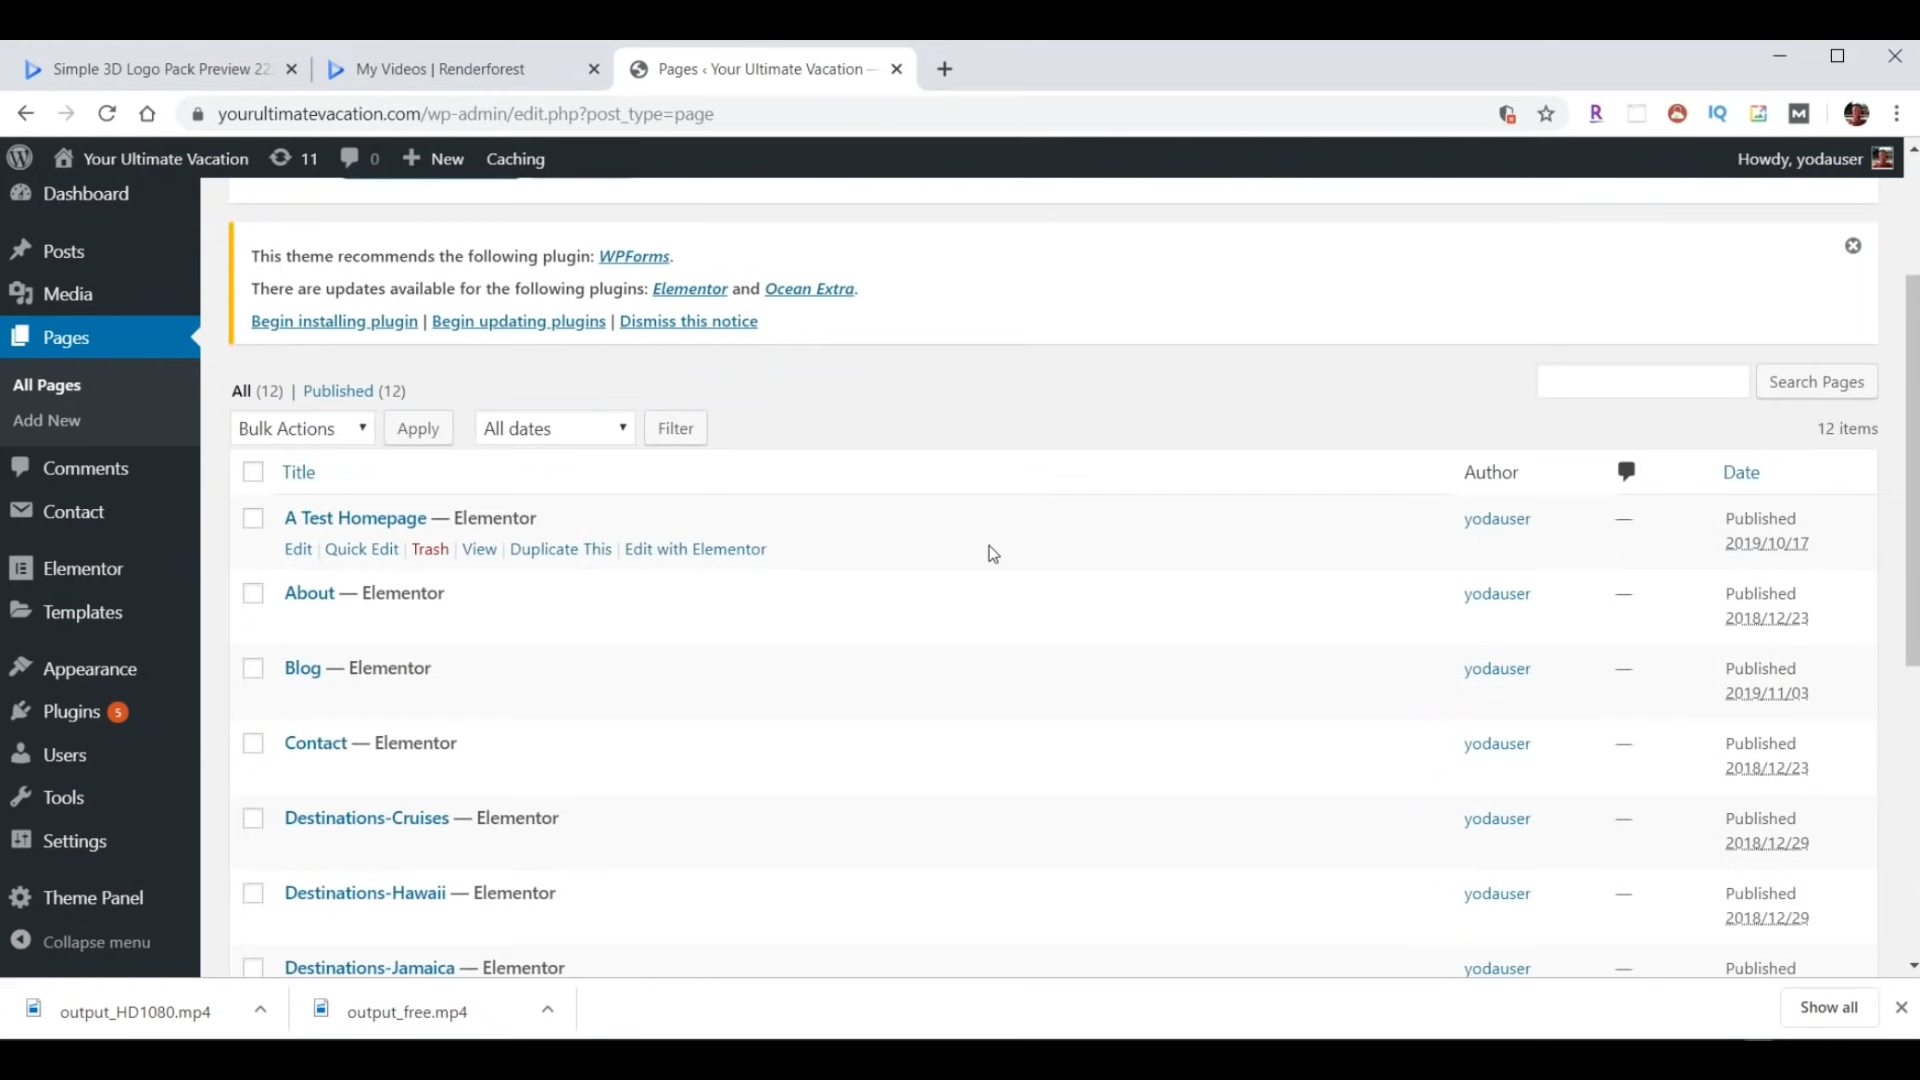 Simple 3D Logo Pack Preview 22
My Videos | Renderforest
Pages ‹ Your Ultimate Vacation —
yourultimatevacation.com/wp-admin/edit.php?post_type=page
R
IQ
M
Your Ultimate Vacation
11
0
New
Caching
Howdy, yodauser
Dashboard
Posts
Media
Pages
All Pages
Add New
Comments
Contact
Elementor
Templates
Appearance
Plugins 5
Users
Tools
Settings
Theme Panel
Collapse menu
This theme recommends the following plugin: WPForms.
There are updates available for the following plugins: Elementor and Ocean Extra.
Begin installing plugin | Begin updating plugins | Dismiss this notice
All (12) | Published (12)
Search Pages
Bulk Actions
Apply
All dates
Filter
12 items
Title
Author
Date
A Test Homepage — Elementor
Edit | Quick Edit | Trash | View | Duplicate This | Edit with Elementor
yodauser
—
Published
2019/10/17
About — Elementor
yodauser
—
Published
2018/12/23
Blog — Elementor
yodauser
—
Published
2019/11/03
Contact — Elementor
yodauser
—
Published
2018/12/23
Destinations-Cruises — Elementor
yodauser
—
Published
2018/12/29
Destinations-Hawaii — Elementor
yodauser
—
Published
2018/12/29
Destinations-Jamaica — Elementor
yodauser
—
Published
output_HD1080.mp4
output_free.mp4
Show all